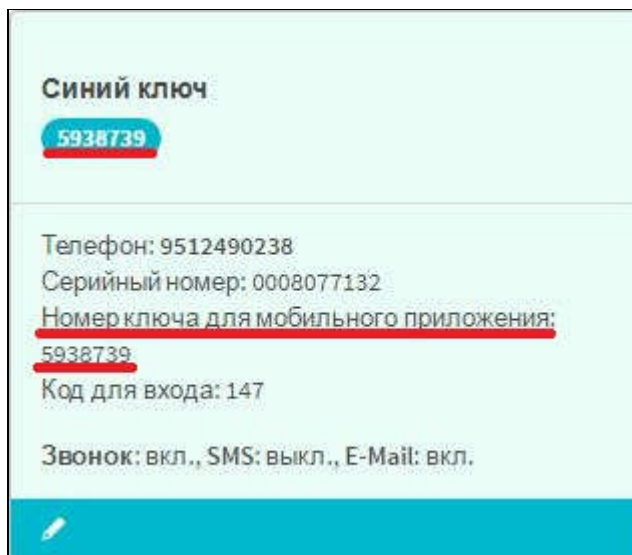 Синий ключ
5938739
Телефон: 9512490238
Серийный номер: 0008077132
Номер ключа для мобильного приложения:
5938739
Код для входа: 147
Звонок: вкл., SMS: выкл., E-Mail: вкл.